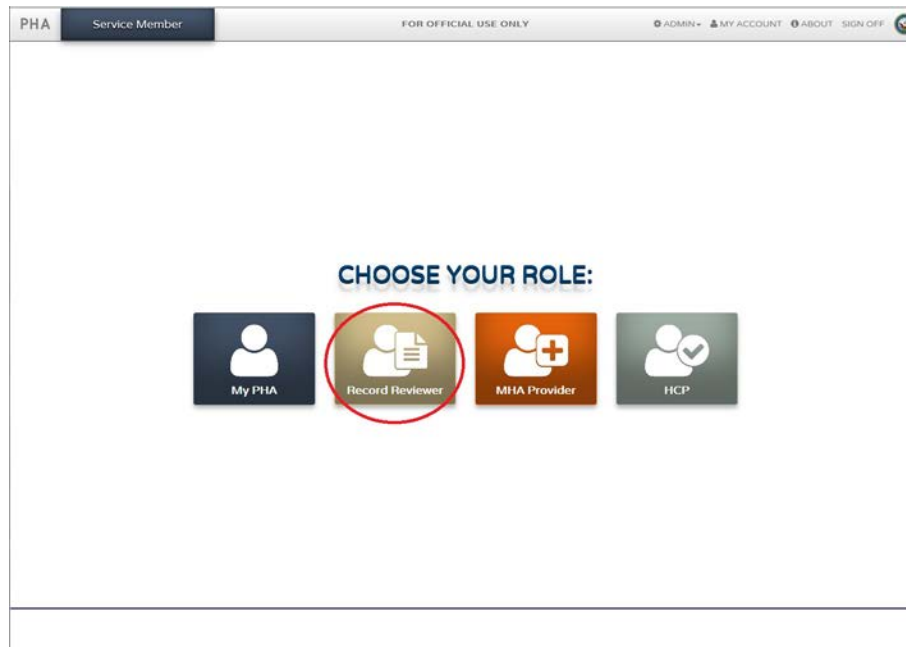 PHA Service Member FOR OFFICIAL USE ONLY ADMIN MY ACCOUNT ABOUT SIGN OFF
CHOOSE YOUR ROLE:
My PHA Record Reviewer MHA Provider HCP